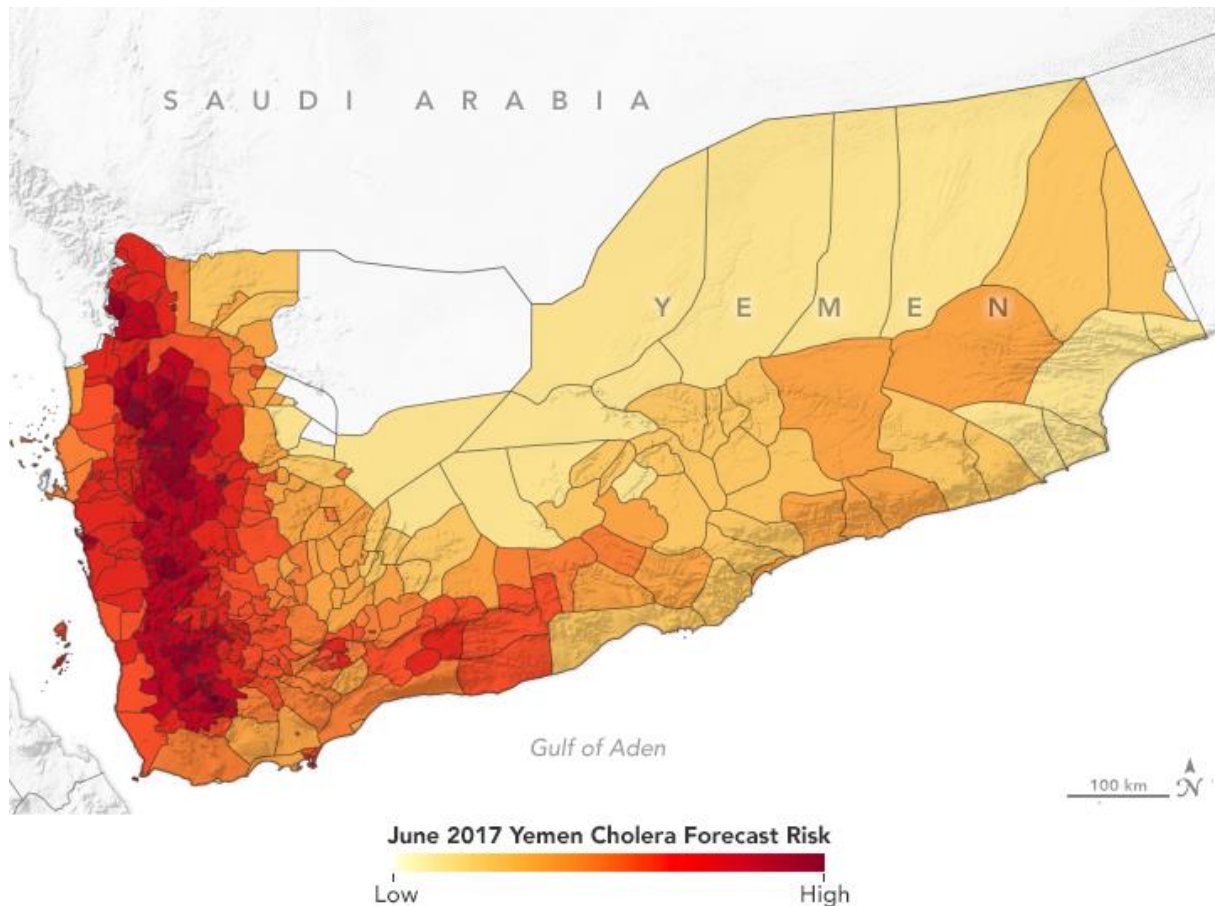 SAUDI ARABIA
YEMEN
Gulf of Aden
100 km
N
June 2017 Yemen Cholera Forecast Risk
Low High